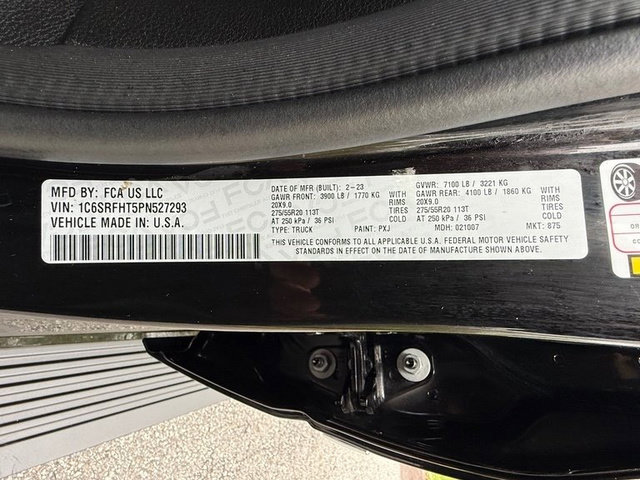 MFD BY: FCA US LLC
VIN: 1C6SRFHT5PN527293
VEHICLE MADE IN: U.S.A.
DATE OF MFR (BUILT): 2-23
GAWR FRONT: 3900 LB / 1770 KG
20X9.0
275/55R20 113T
AT 250 kPa / 36 PSI
TYPE: TRUCK PAINT: PXJ
RIMS
TIRES
COLD
GVWR: 7100 LB / 3221 KG
GAWR REAR: 4100 LB / 1860 KG
20X9.0 RIMS
275/55R20 113T TIRES
AT 250 kPa / 36 PSI COLD
MDH: 021007 MKT: 875
THIS VEHICLE CONFORMS TO ALL APPLICABLE U.S.A. FEDERAL MOTOR VEHICLE SAFETY
STANDARDS IN EFFECT ON THE DATE OF MANUFACTURE SHOWN ABOVE.